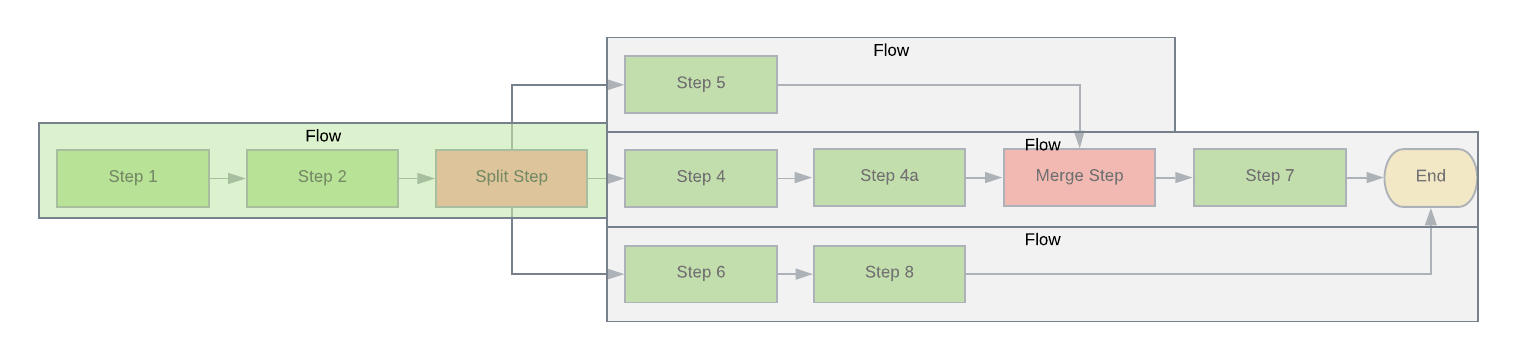 Flow
Step 5
Flow
Step 1
Step 2
Split Step
Flow
Step 4
Step 4a
Merge Step
Step 7
End
Flow
Step 6
Step 8